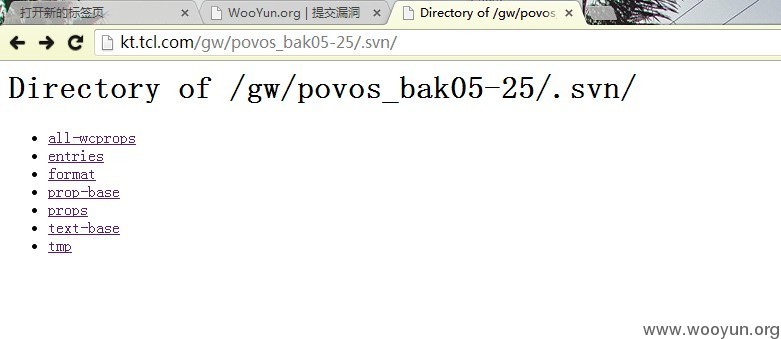 打开新的标签页
WooYun.org | 提交漏洞
Directory of /gw/povos
kt.tcl.com/gw/povos_bak05-25/.svn/
Directory of /gw/povos_bak05-25/.svn/
all-wcprops
entries
format
prop-base
props
text-base
tmp
www.wooyun.org